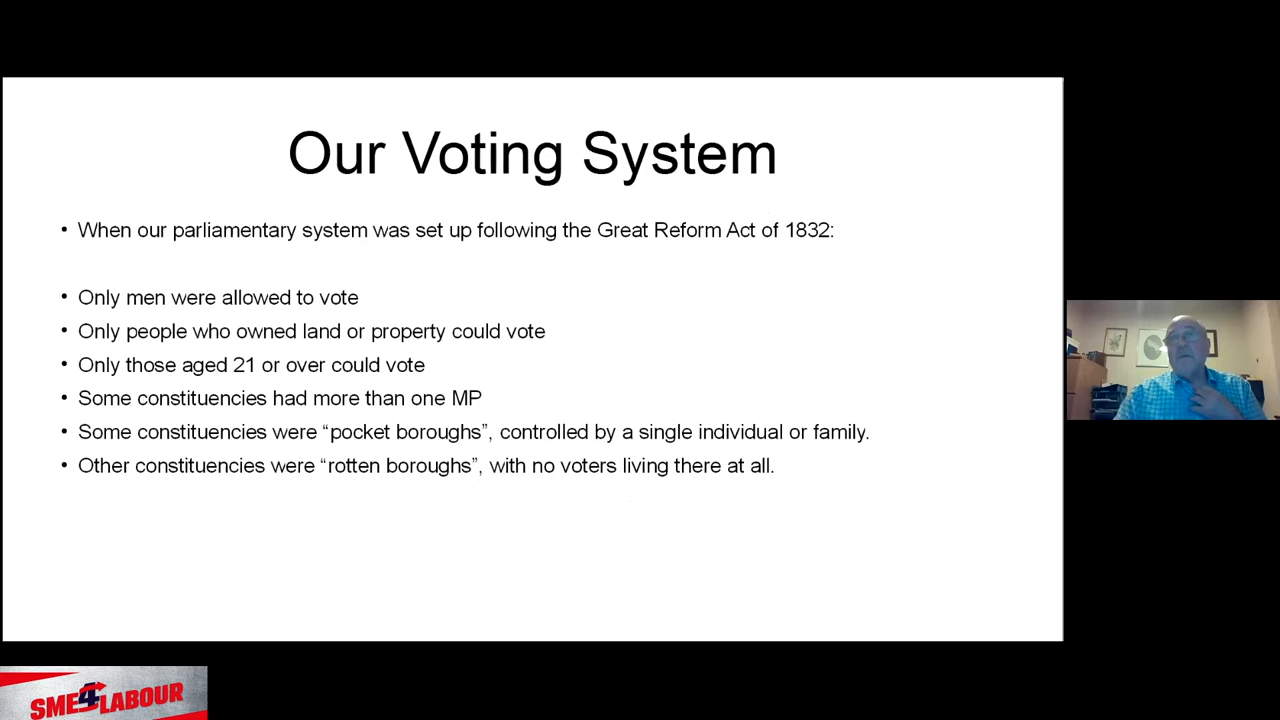 Our Voting System
• When our parliamentary system was set up following the Great Reform Act of 1832:
• Only men were allowed to vote
• Only people who owned land or property could vote
• Only those aged 21 or over could vote
• Some constituencies had more than one MP
• Some constituencies were “pocket boroughs”, controlled by a single individual or family.
• Other constituencies were “rotten boroughs”, with no voters living there at all.
SME4LABOUR